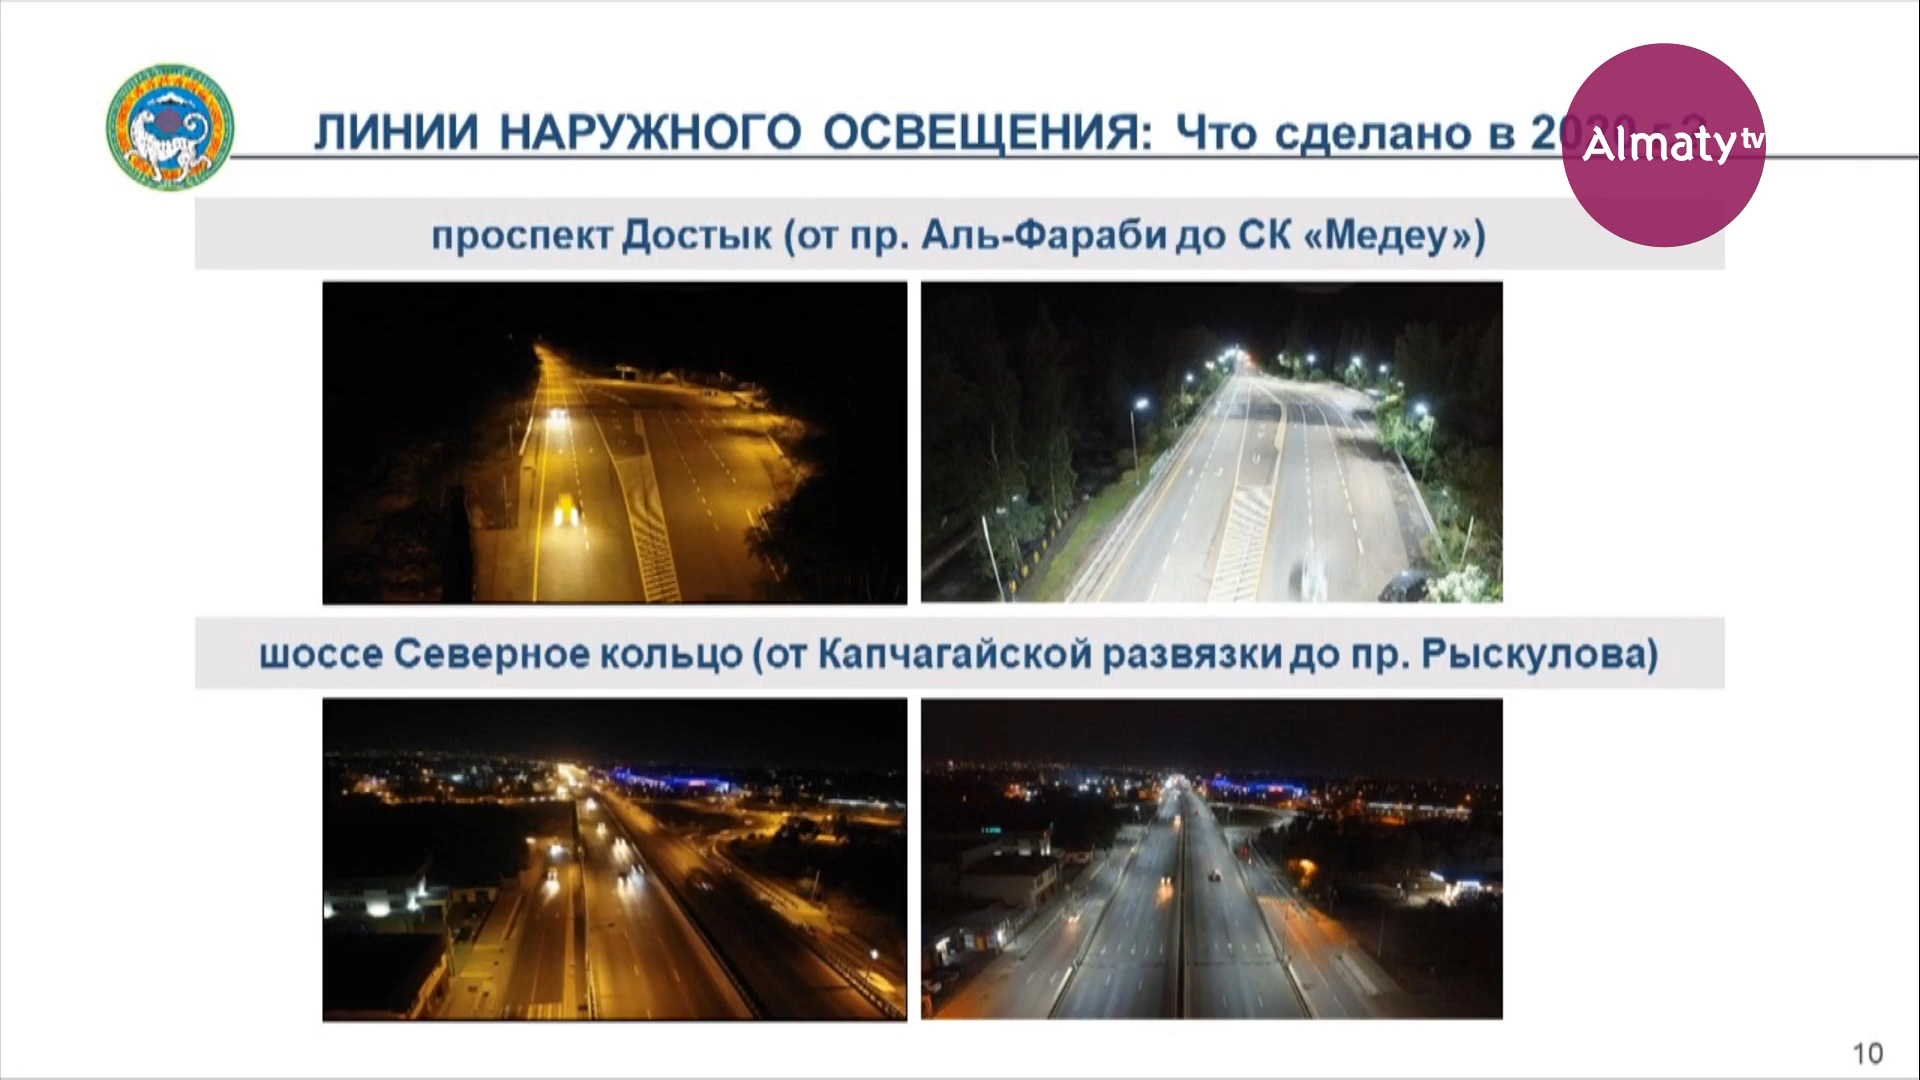 ЛИНИИ НАРУЖНОГО ОСВЕЩЕНИЯ: Что сделано в 2020 г.?
Almaty tv
проспект Достык (от пр. Аль-Фараби до СК «Медеу»)
шоссе Северное кольцо (от Капчагайской развязки до пр. Рыскулова)
10